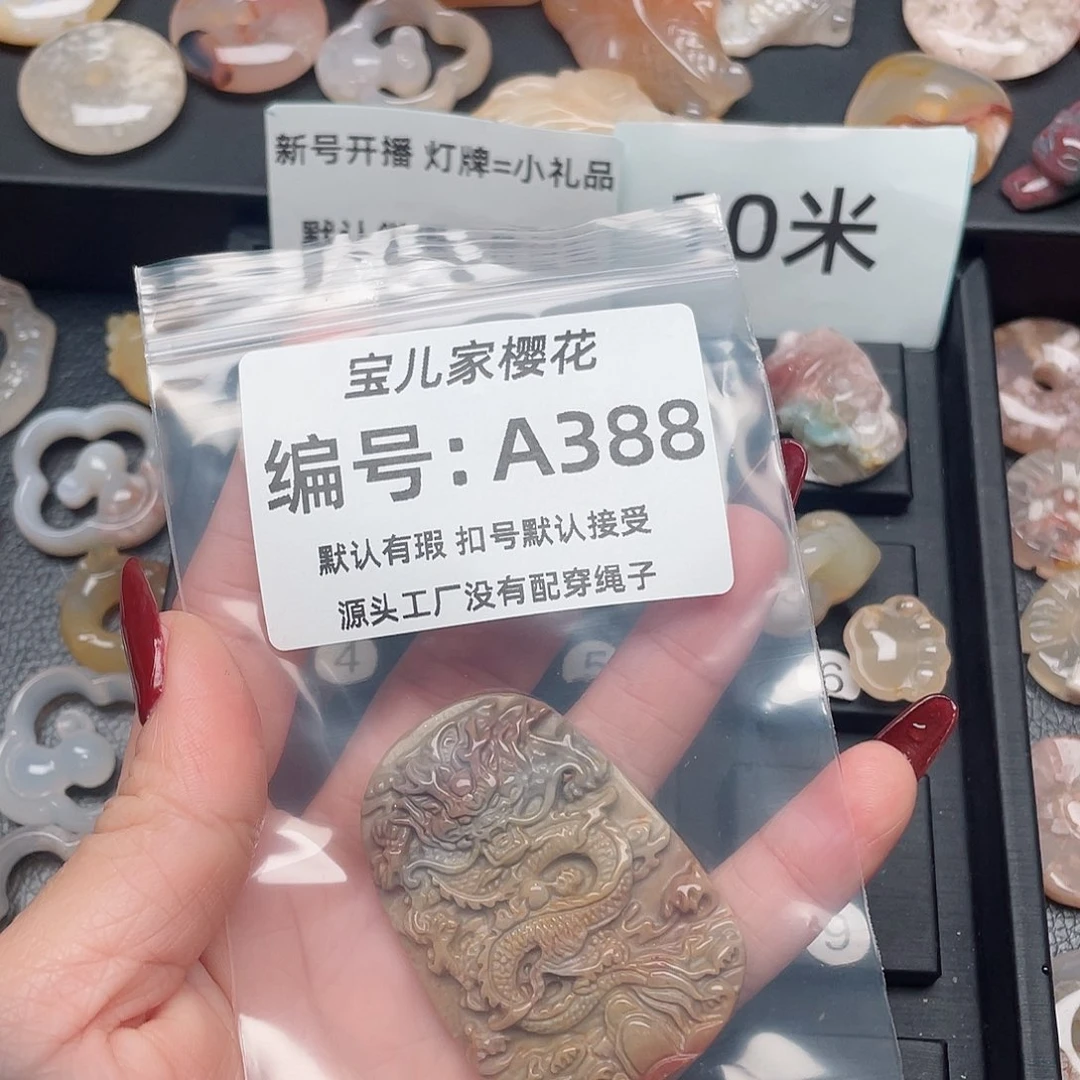 新号开播 灯牌=小礼品
默认
0米
宝儿家樱花
编号：A388
默认有瑕 扣号默认接受
源头工厂没有配穿绳子
4
5
6
9